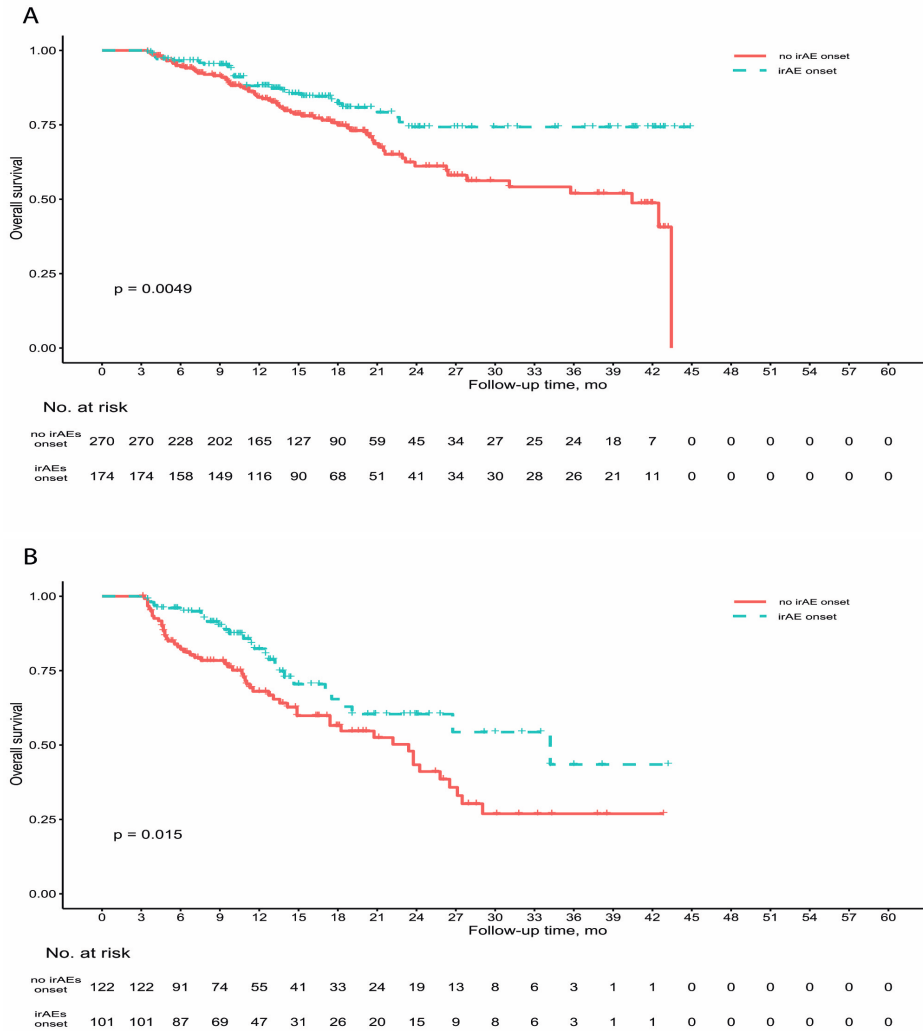 A
1.00
0.75
0.50
0.25
0.00
Overall survival
no irAE onset
irAE onset
p = 0.0049
0 3 6 9 12 15 18 21 24 27 30 33 36 39 42 45 48 51 54 57 60
Follow-up time, mo
No. at risk
no irAEs
onset
270 270 228 202 165 127 90 59 45 34 27 25 24 18 7 0 0 0 0 0 0
irAEs
onset
174 174 158 149 116 90 68 51 41 34 30 28 26 21 11 0 0 0 0 0 0
B
1.00
0.75
0.50
0.25
0.00
Overall survival
no irAE onset
irAE onset
p = 0.015
0 3 6 9 12 15 18 21 24 27 30 33 36 39 42 45 48 51 54 57 60
Follow-up time, mo
No. at risk
no irAEs
onset
122 122 91 74 55 41 33 24 19 13 8 6 3 1 1 0 0 0 0 0 0
irAEs
onset
101 101 87 69 47 31 26 20 15 9 8 6 3 1 1 0 0 0 0 0 0